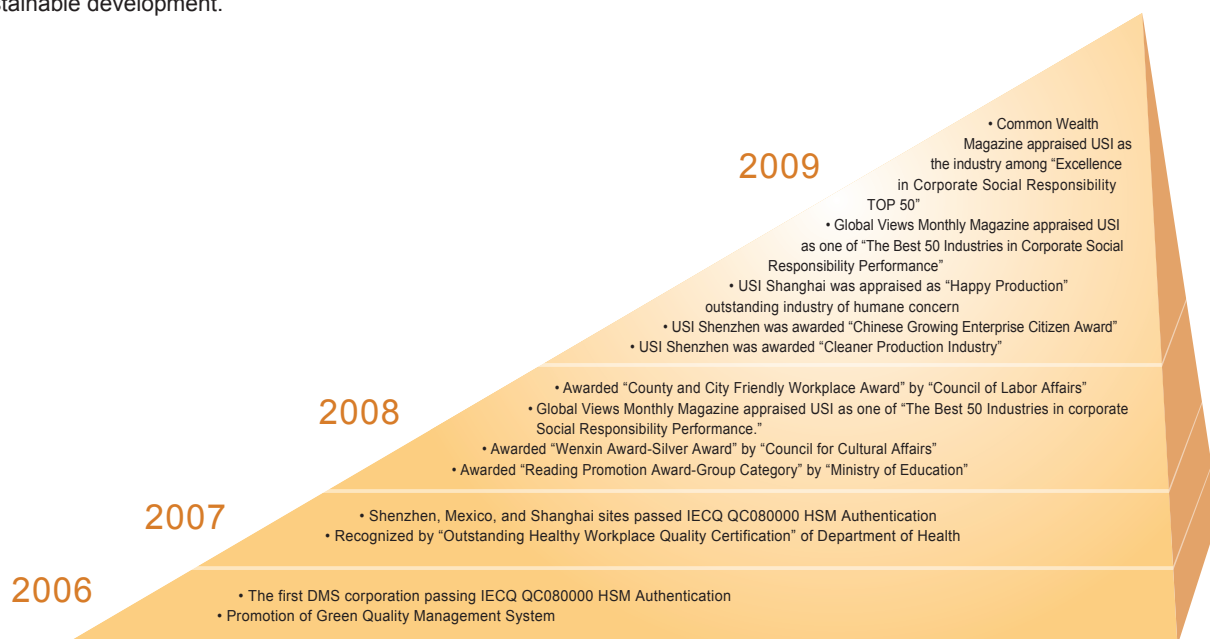 stainable development.
2009
• Common Wealth
Magazine appraised USI as
the industry among “Excellence
in Corporate Social Responsibility
TOP 50”
• Global Views Monthly Magazine appraised USI
as one of “The Best 50 Industries in Corporate Social
Responsibility Performance”
• USI Shanghai was appraised as “Happy Production”
outstanding industry of humane concern
• USI Shenzhen was awarded “Chinese Growing Enterprise Citizen Award”
• USI Shenzhen was awarded “Cleaner Production Industry”
2008
• Awarded “County and City Friendly Workplace Award” by “Council of Labor Affairs”
• Global Views Monthly Magazine appraised USI as one of “The Best 50 Industries in corporate
Social Responsibility Performance.”
• Awarded “Wenxin Award-Silver Award” by “Council for Cultural Affairs”
• Awarded “Reading Promotion Award-Group Category” by “Ministry of Education”
2007
• Shenzhen, Mexico, and Shanghai sites passed IECQ QC080000 HSM Authentication
• Recognized by “Outstanding Healthy Workplace Quality Certification” of Department of Health
2006
• The first DMS corporation passing IECQ QC080000 HSM Authentication
• Promotion of Green Quality Management System